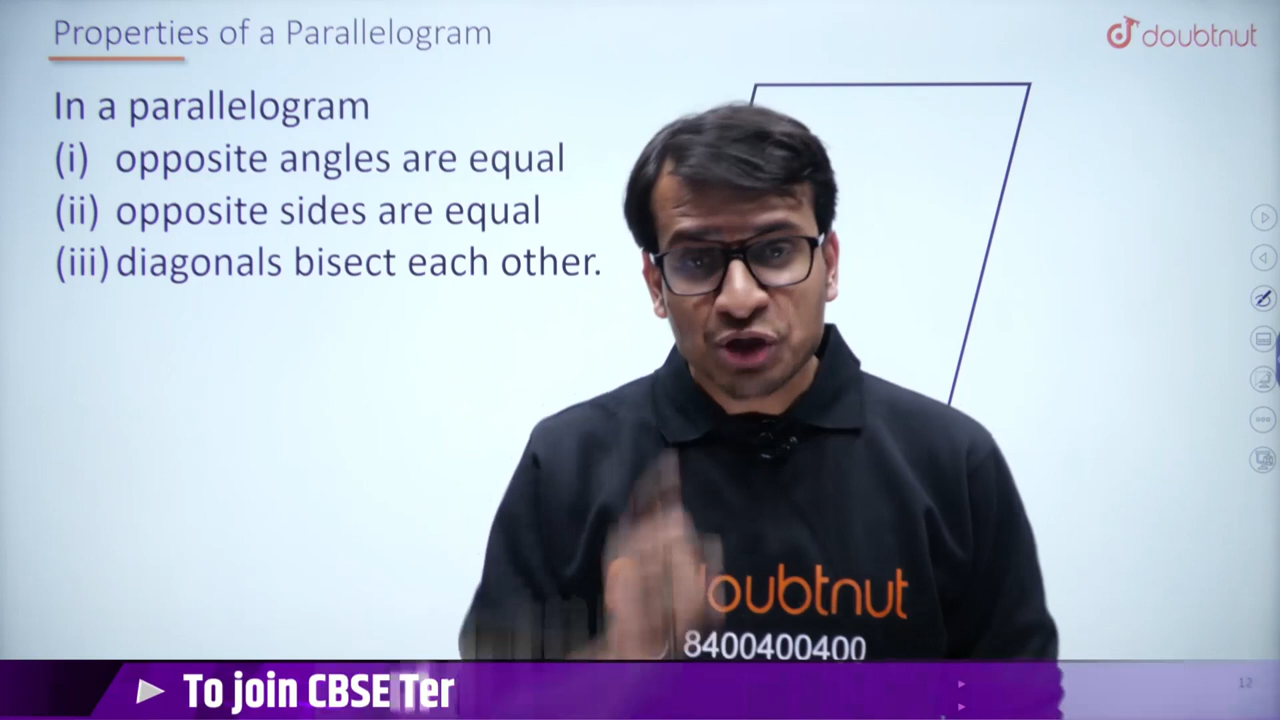 Properties of a Parallelogram
doubtnut
In a parallelogram
(i) opposite angles are equal
(ii) opposite sides are equal
(iii) diagonals bisect each other.
doubtnut
8400400400
To join CBSE Ter
12